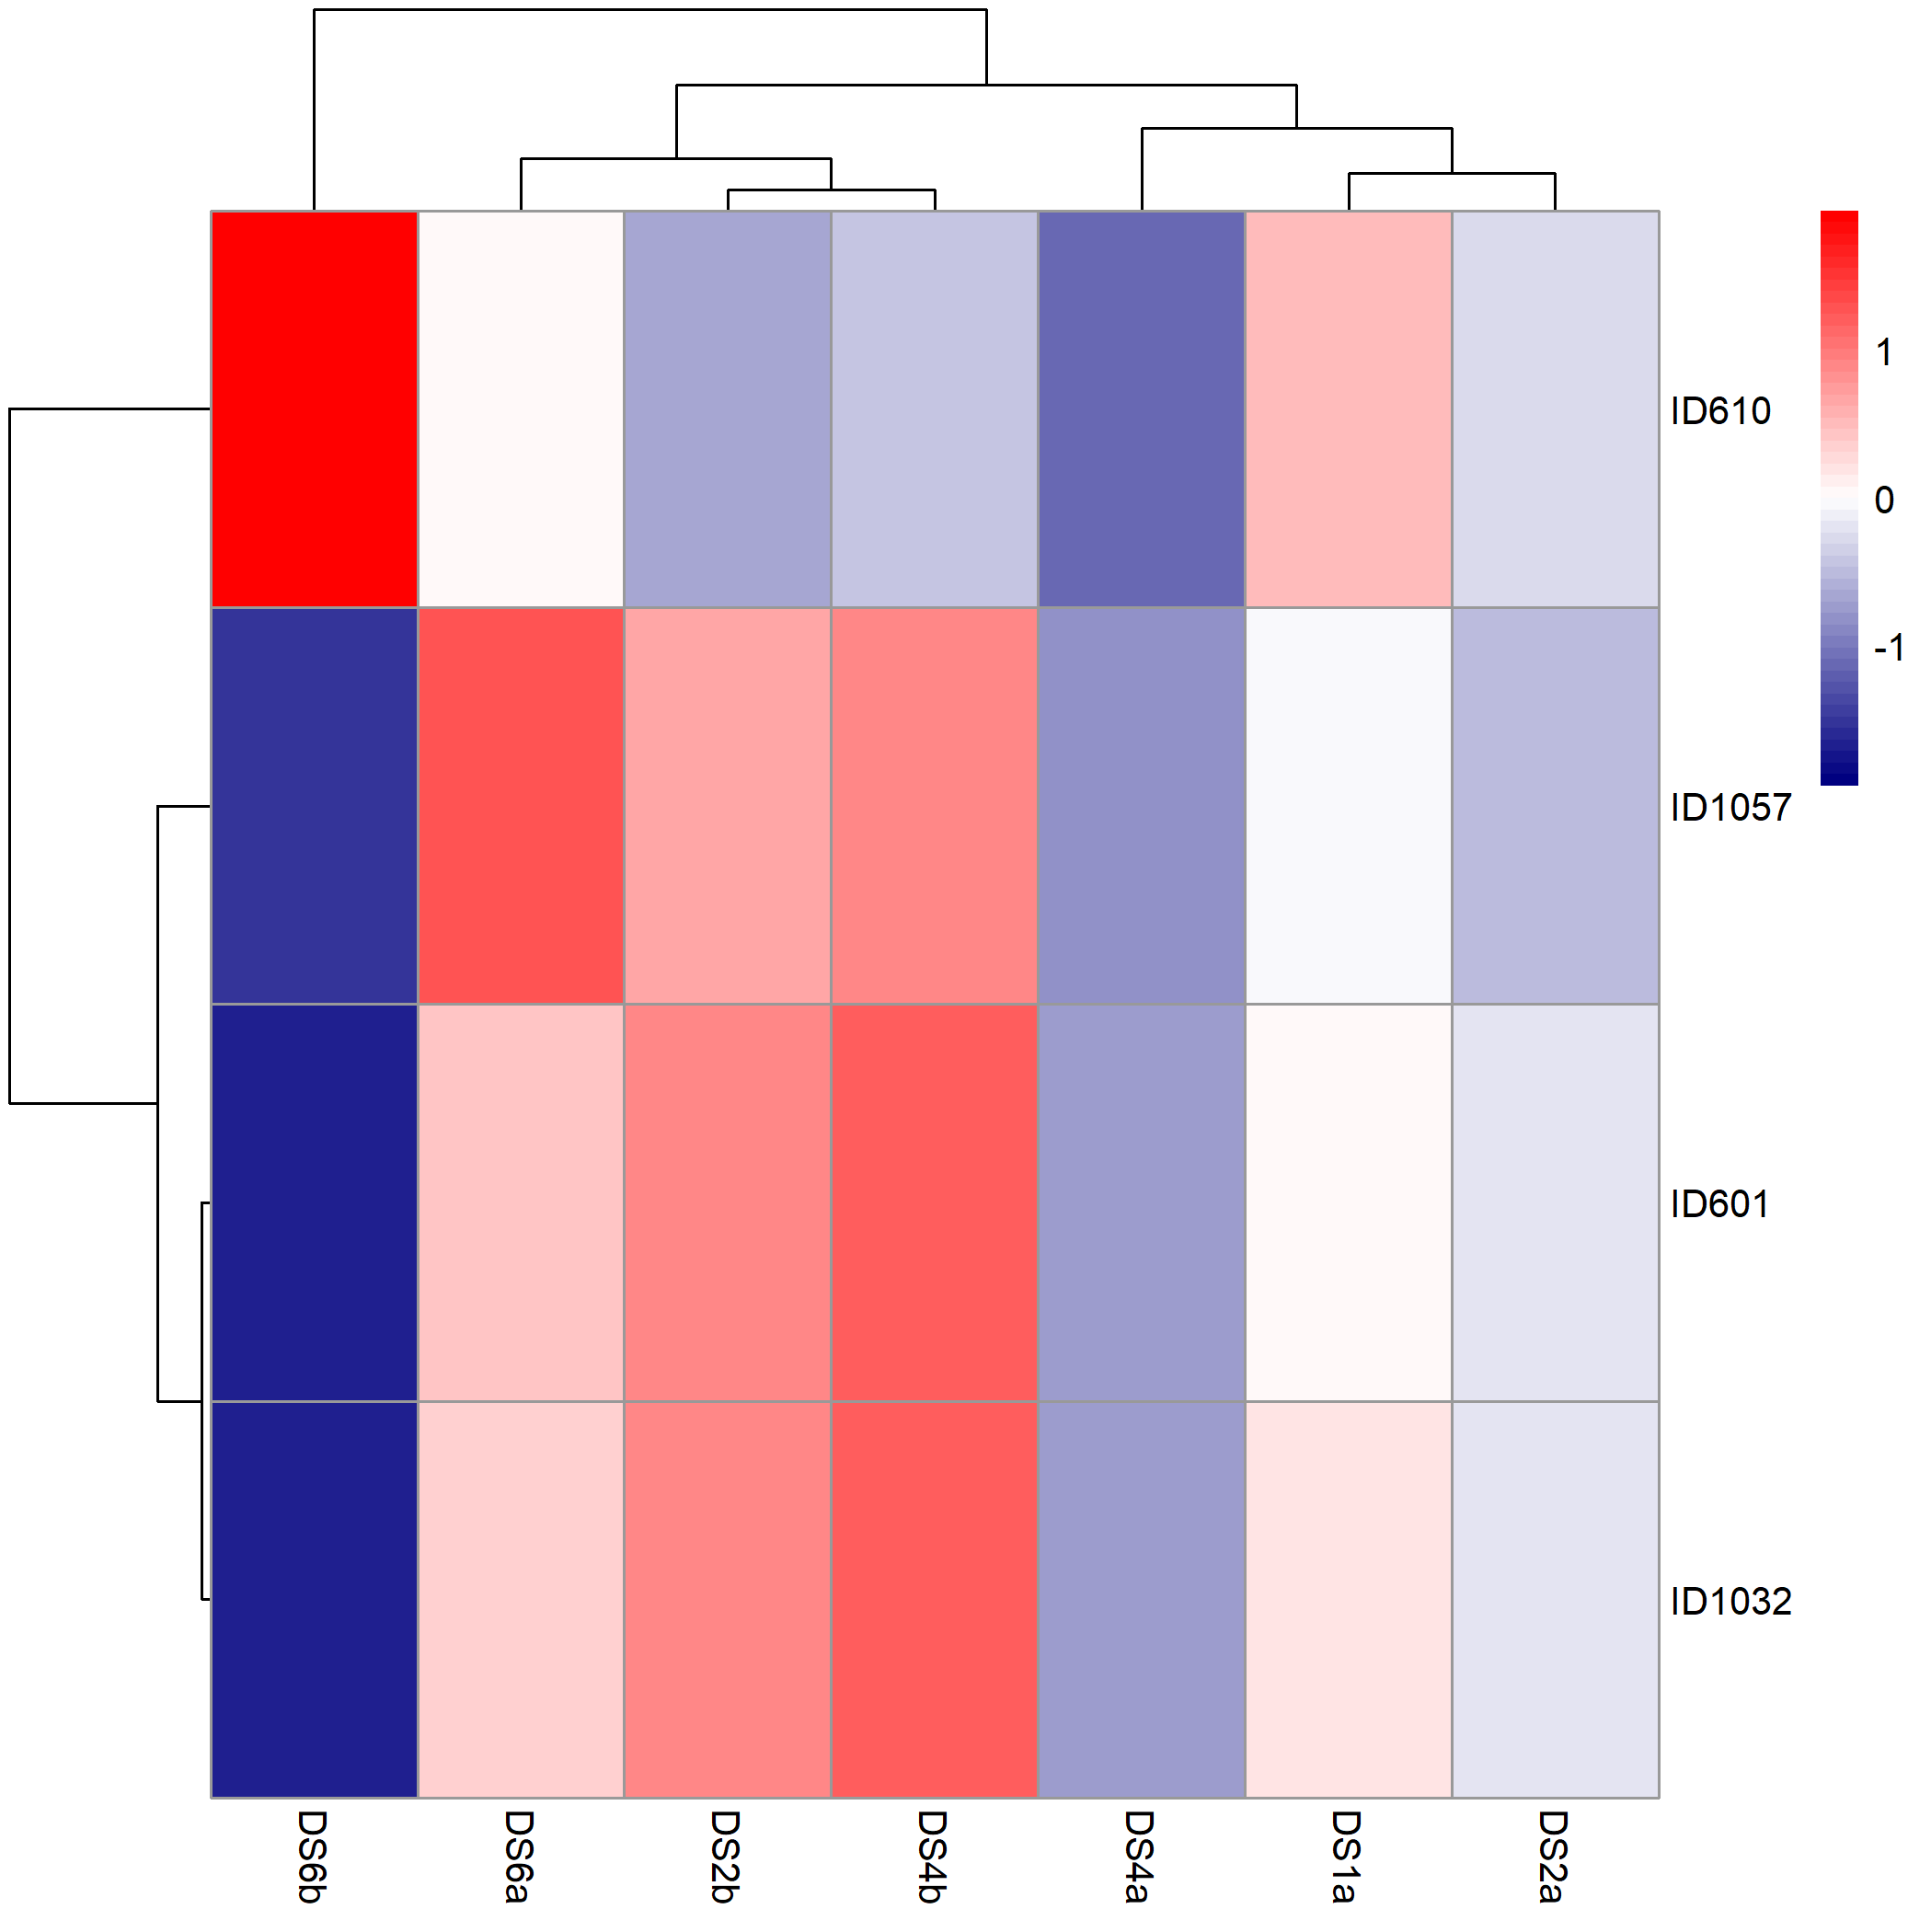 1
0
-1
ID610
ID1057
ID601
ID1032
DS6b
DS6a
DS2b
DS4b
DS4a
DS1a
DS2a